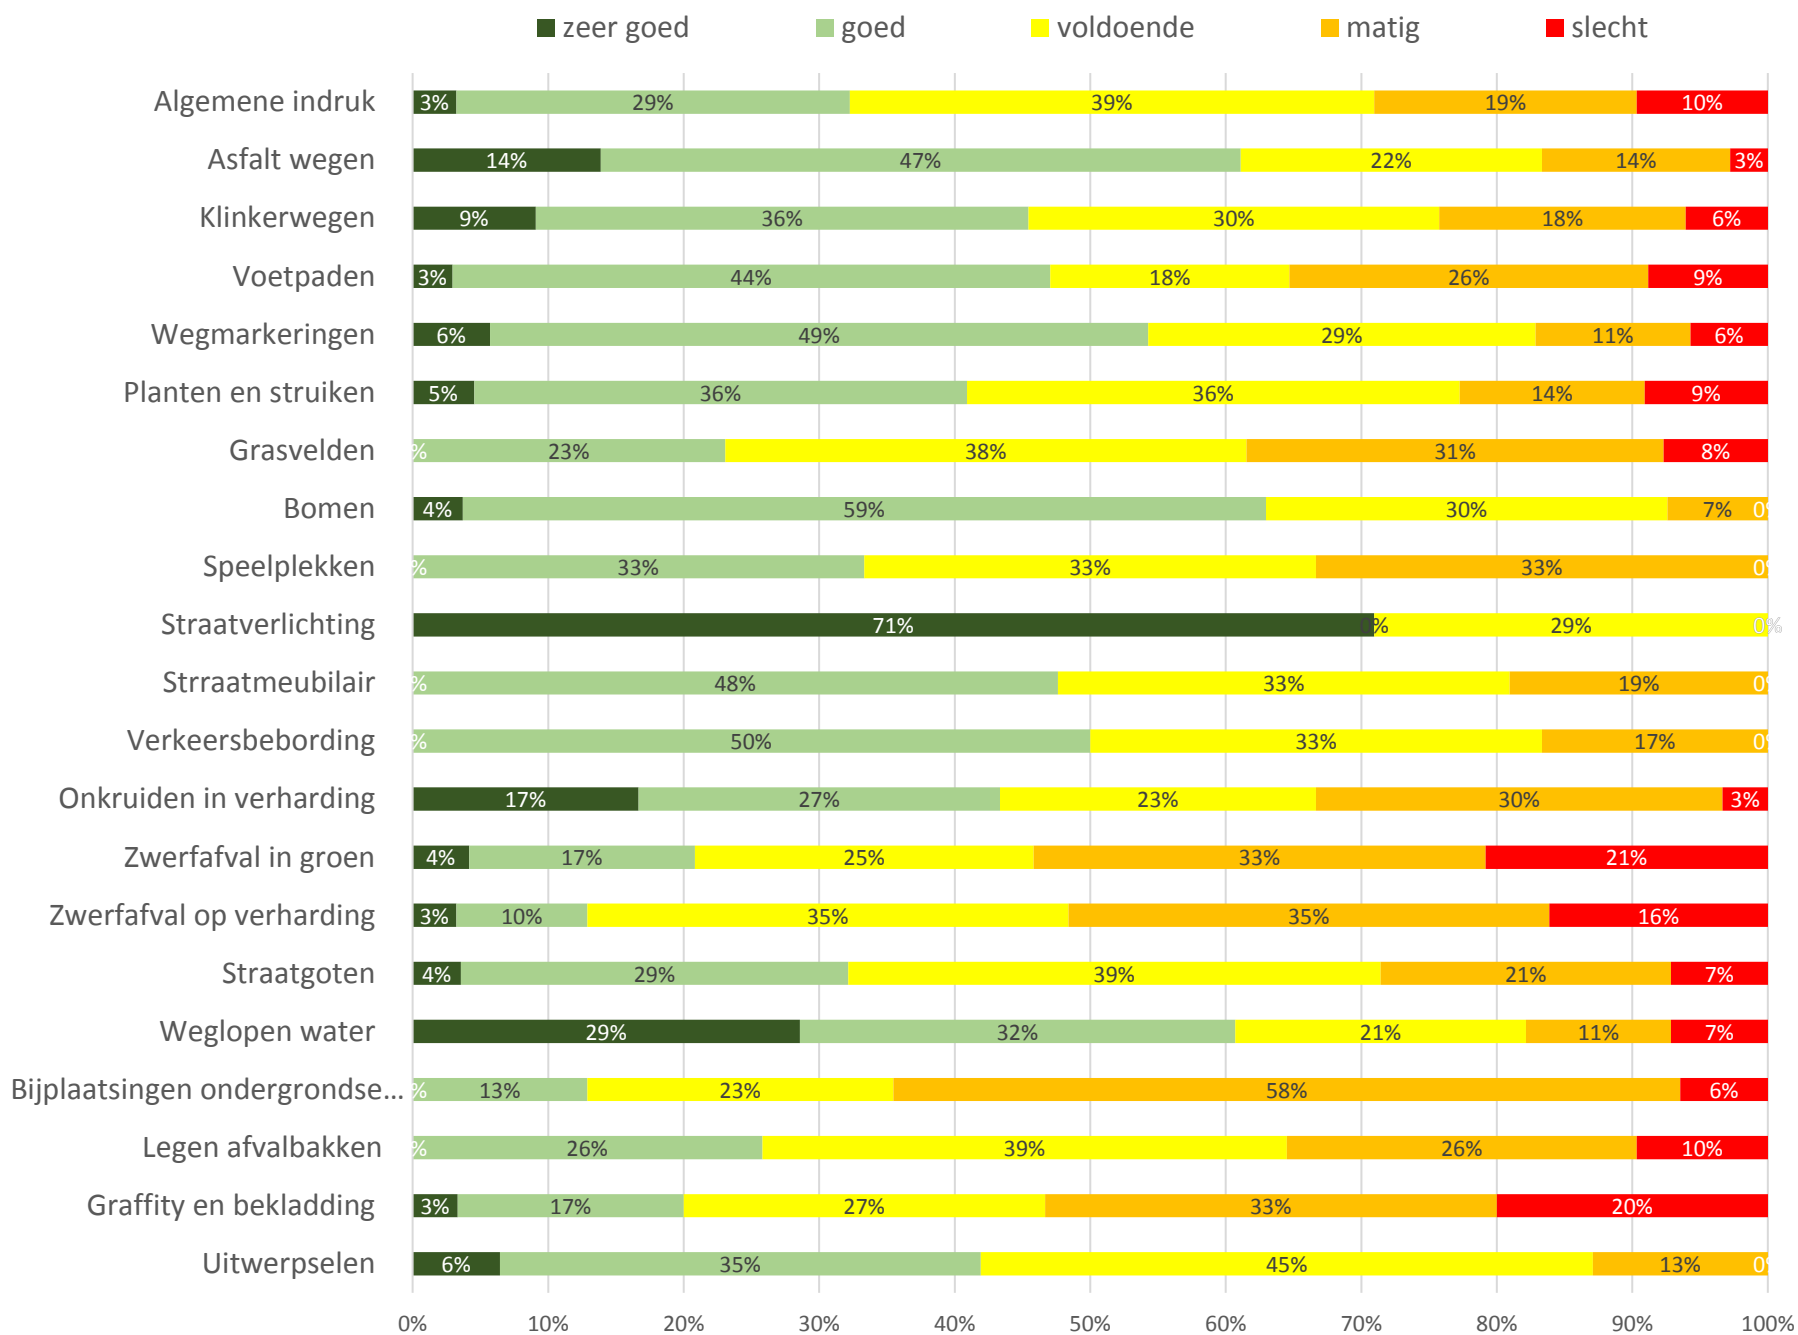 zeer goed goed voldoende matig slecht
Algemene indruk 3% 29% 39% 19% 10%
Asfalt wegen 14% 47% 22% 14% 3%
Klinkerwegen 9% 36% 30% 18% 6%
Voetpaden 3% 44% 18% 26% 9%
Wegmarkeringen 6% 49% 29% 11% 6%
Planten en struiken 5% 36% 36% 14% 9%
Grasvelden % 23% 38% 31% 8%
Bomen 4% 59% 30% 7% 0%
Speelplekken % 33% 33% 33% 0%
Straatverlichting 71% 0% 29% 0%
Strraatmeubilair % 48% 33% 19% 0%
Verkeersbebording % 50% 33% 17% 0%
Onkruiden in verharding 17% 27% 23% 30% 3%
Zwerfafval in groen 4% 17% 25% 33% 21%
Zwerfafval op verharding 3% 10% 35% 35% 16%
Straatgoten 4% 29% 39% 21% 7%
Weglopen water 29% 32% 21% 11% 7%
Bijplaatsingen ondergrondse... % 13% 23% 58% 6%
Legen afvalbakken % 26% 39% 26% 10%
Graffity en bekladding 3% 17% 27% 33% 20%
Uitwerpselen 6% 35% 45% 13% 0%
0% 10% 20% 30% 40% 50% 60% 70% 80% 90% 100%